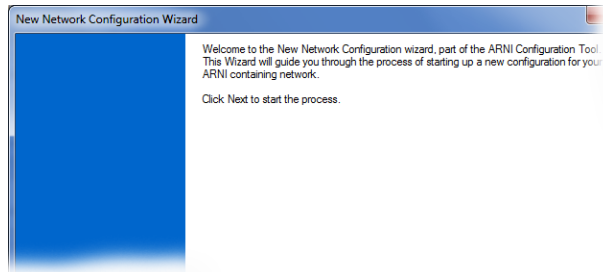 New Network Configuration Wizard
Welcome to the New Network Configuration wizard, part of the ARNI Configuration Tool.
This Wizard will guide you through the process of starting up a new configuration for your
ARNI containing network.
Click Next to start the process.